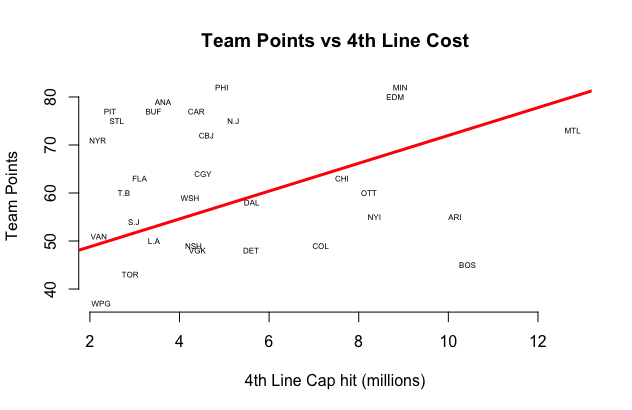 Team Points vs 4th Line Cost
Team Points
80
70
60
50
40
PHI
MIN
EDM
ANA
PIT
BUF
CAR
STL
N.J
MTL
CBJ
NYR
CGY
FLA
CHI
T.B
OTT
WSH
DAL
NYI
ARI
S.J
VAN
L.A
NSH
VGK
DET
COL
BOS
TOR
WPG
2 4 6 8 10 12
4th Line Cap hit (millions)